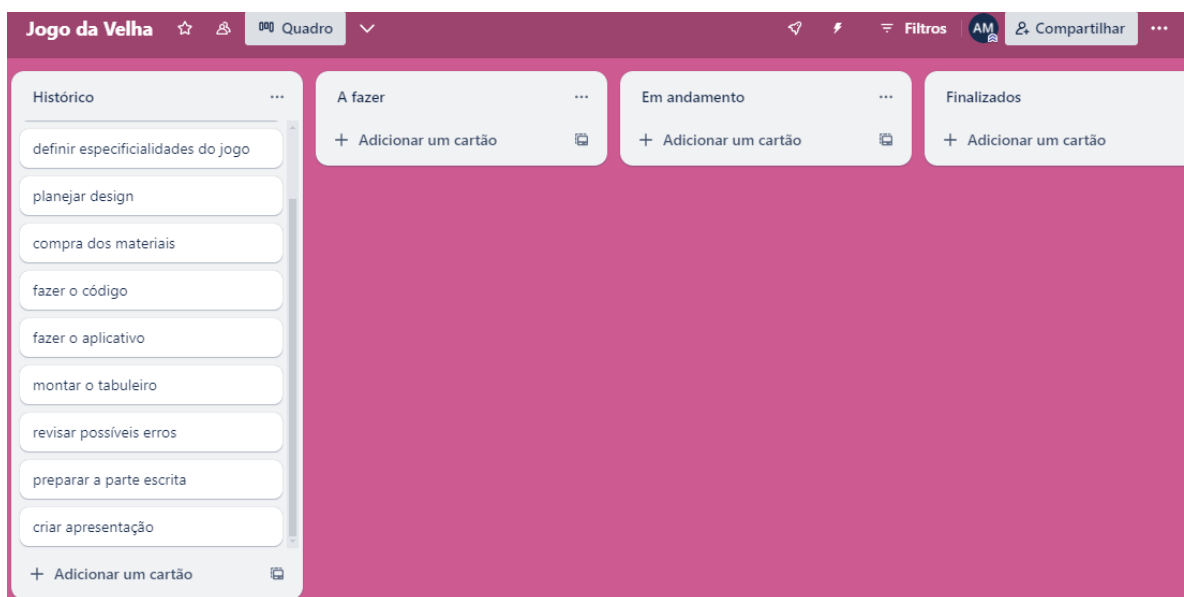 Jogo da Velha Quadro Filtros AM Compartilhar
Histórico
definir especificialidades do jogo
planejar design
compra dos materiais
fazer o código
fazer o aplicativo
montar o tabuleiro
revisar possíveis erros
preparar a parte escrita
criar apresentação
+ Adicionar um cartão
A fazer
+ Adicionar um cartão
Em andamento
+ Adicionar um cartão
Finalizados
+ Adicionar um cartão